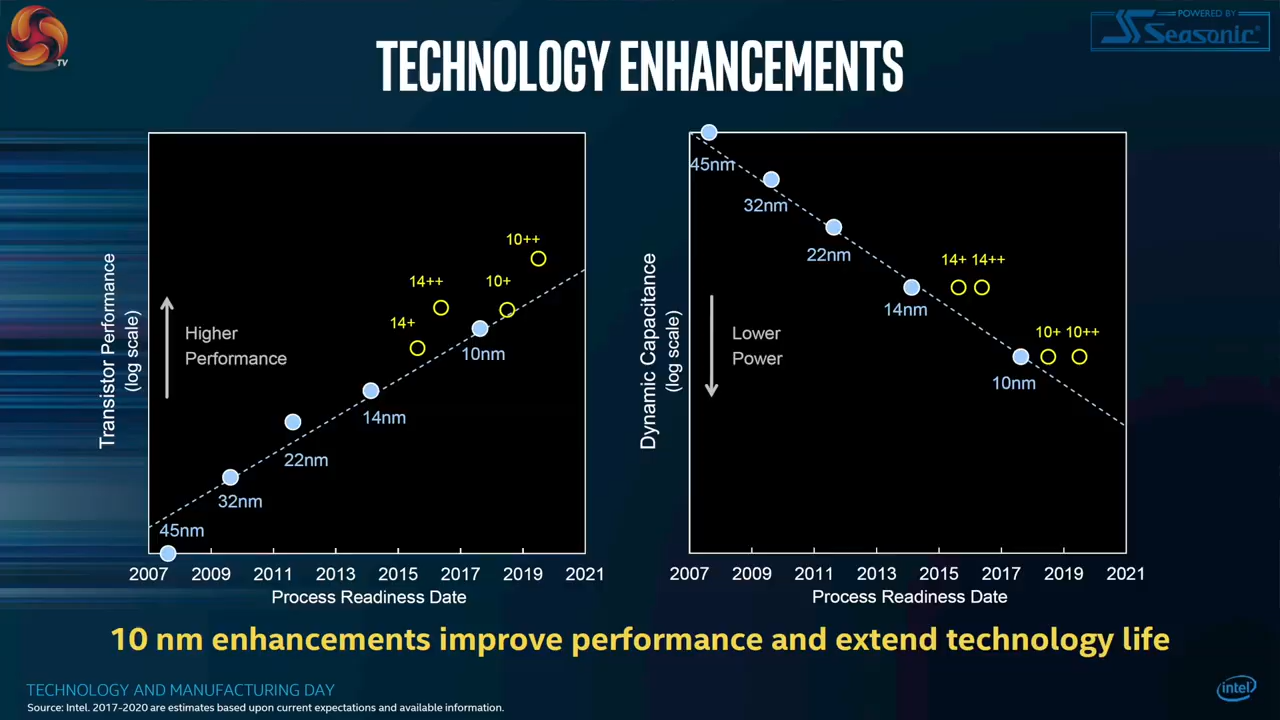 TV
POWERED BY
Seasonic®
TECHNOLOGY ENHANCEMENTS
Transistor Performance
(log scale)
Higher
Performance
45nm
32nm
22nm
14nm
14+
14++
10nm
10+
10++
2007 2009 2011 2013 2015 2017 2019 2021
Process Readiness Date
Dynamic Capacitance
(log scale)
Lower
Power
45nm
32nm
22nm
14nm
14+ 14++
10nm
10+ 10++
2007 2009 2011 2013 2015 2017 2019 2021
Process Readiness Date
10 nm enhancements improve performance and extend technology life
TECHNOLOGY AND MANUFACTURING DAY
Source: Intel. 2017-2020 are estimates based upon current expectations and available information.
intel